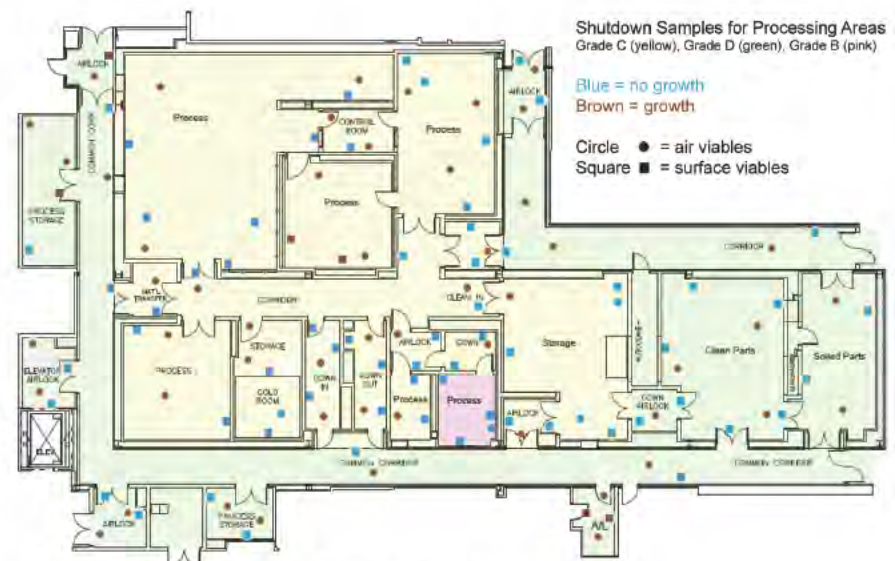 Shutdown Samples for Processing Areas
Grade C (yellow), Grade D (green), Grade B (pink)
Blue = no growth
Brown = growth
Circle ● = air viables
Square ■ = surface viables
AIRLOCK
AIRLOCK
COMMON CORR
Process
CONTROL
ROOM
Process
Process
PROCESS
STORAGE
CORRIDOR
MAT'L
TRANSFER
CORRIDOR
CLEAN IN
AUTOCLAVE
STORAGE
AIRLOCK
GOWN
Storage
Clean Parts
Soiled Parts
PROCESS
ELEVATOR
AIRLOCK
COLD
ROOM
GOWN
IN
GOWN
OUT
Process
Process
AIRLOCK
GOWN
AIRLOCK
ELEV
COMMON CORRIDOR
COMMON CORRIDOR
AIRLOCK
PROCESS
STORAGE
A/L